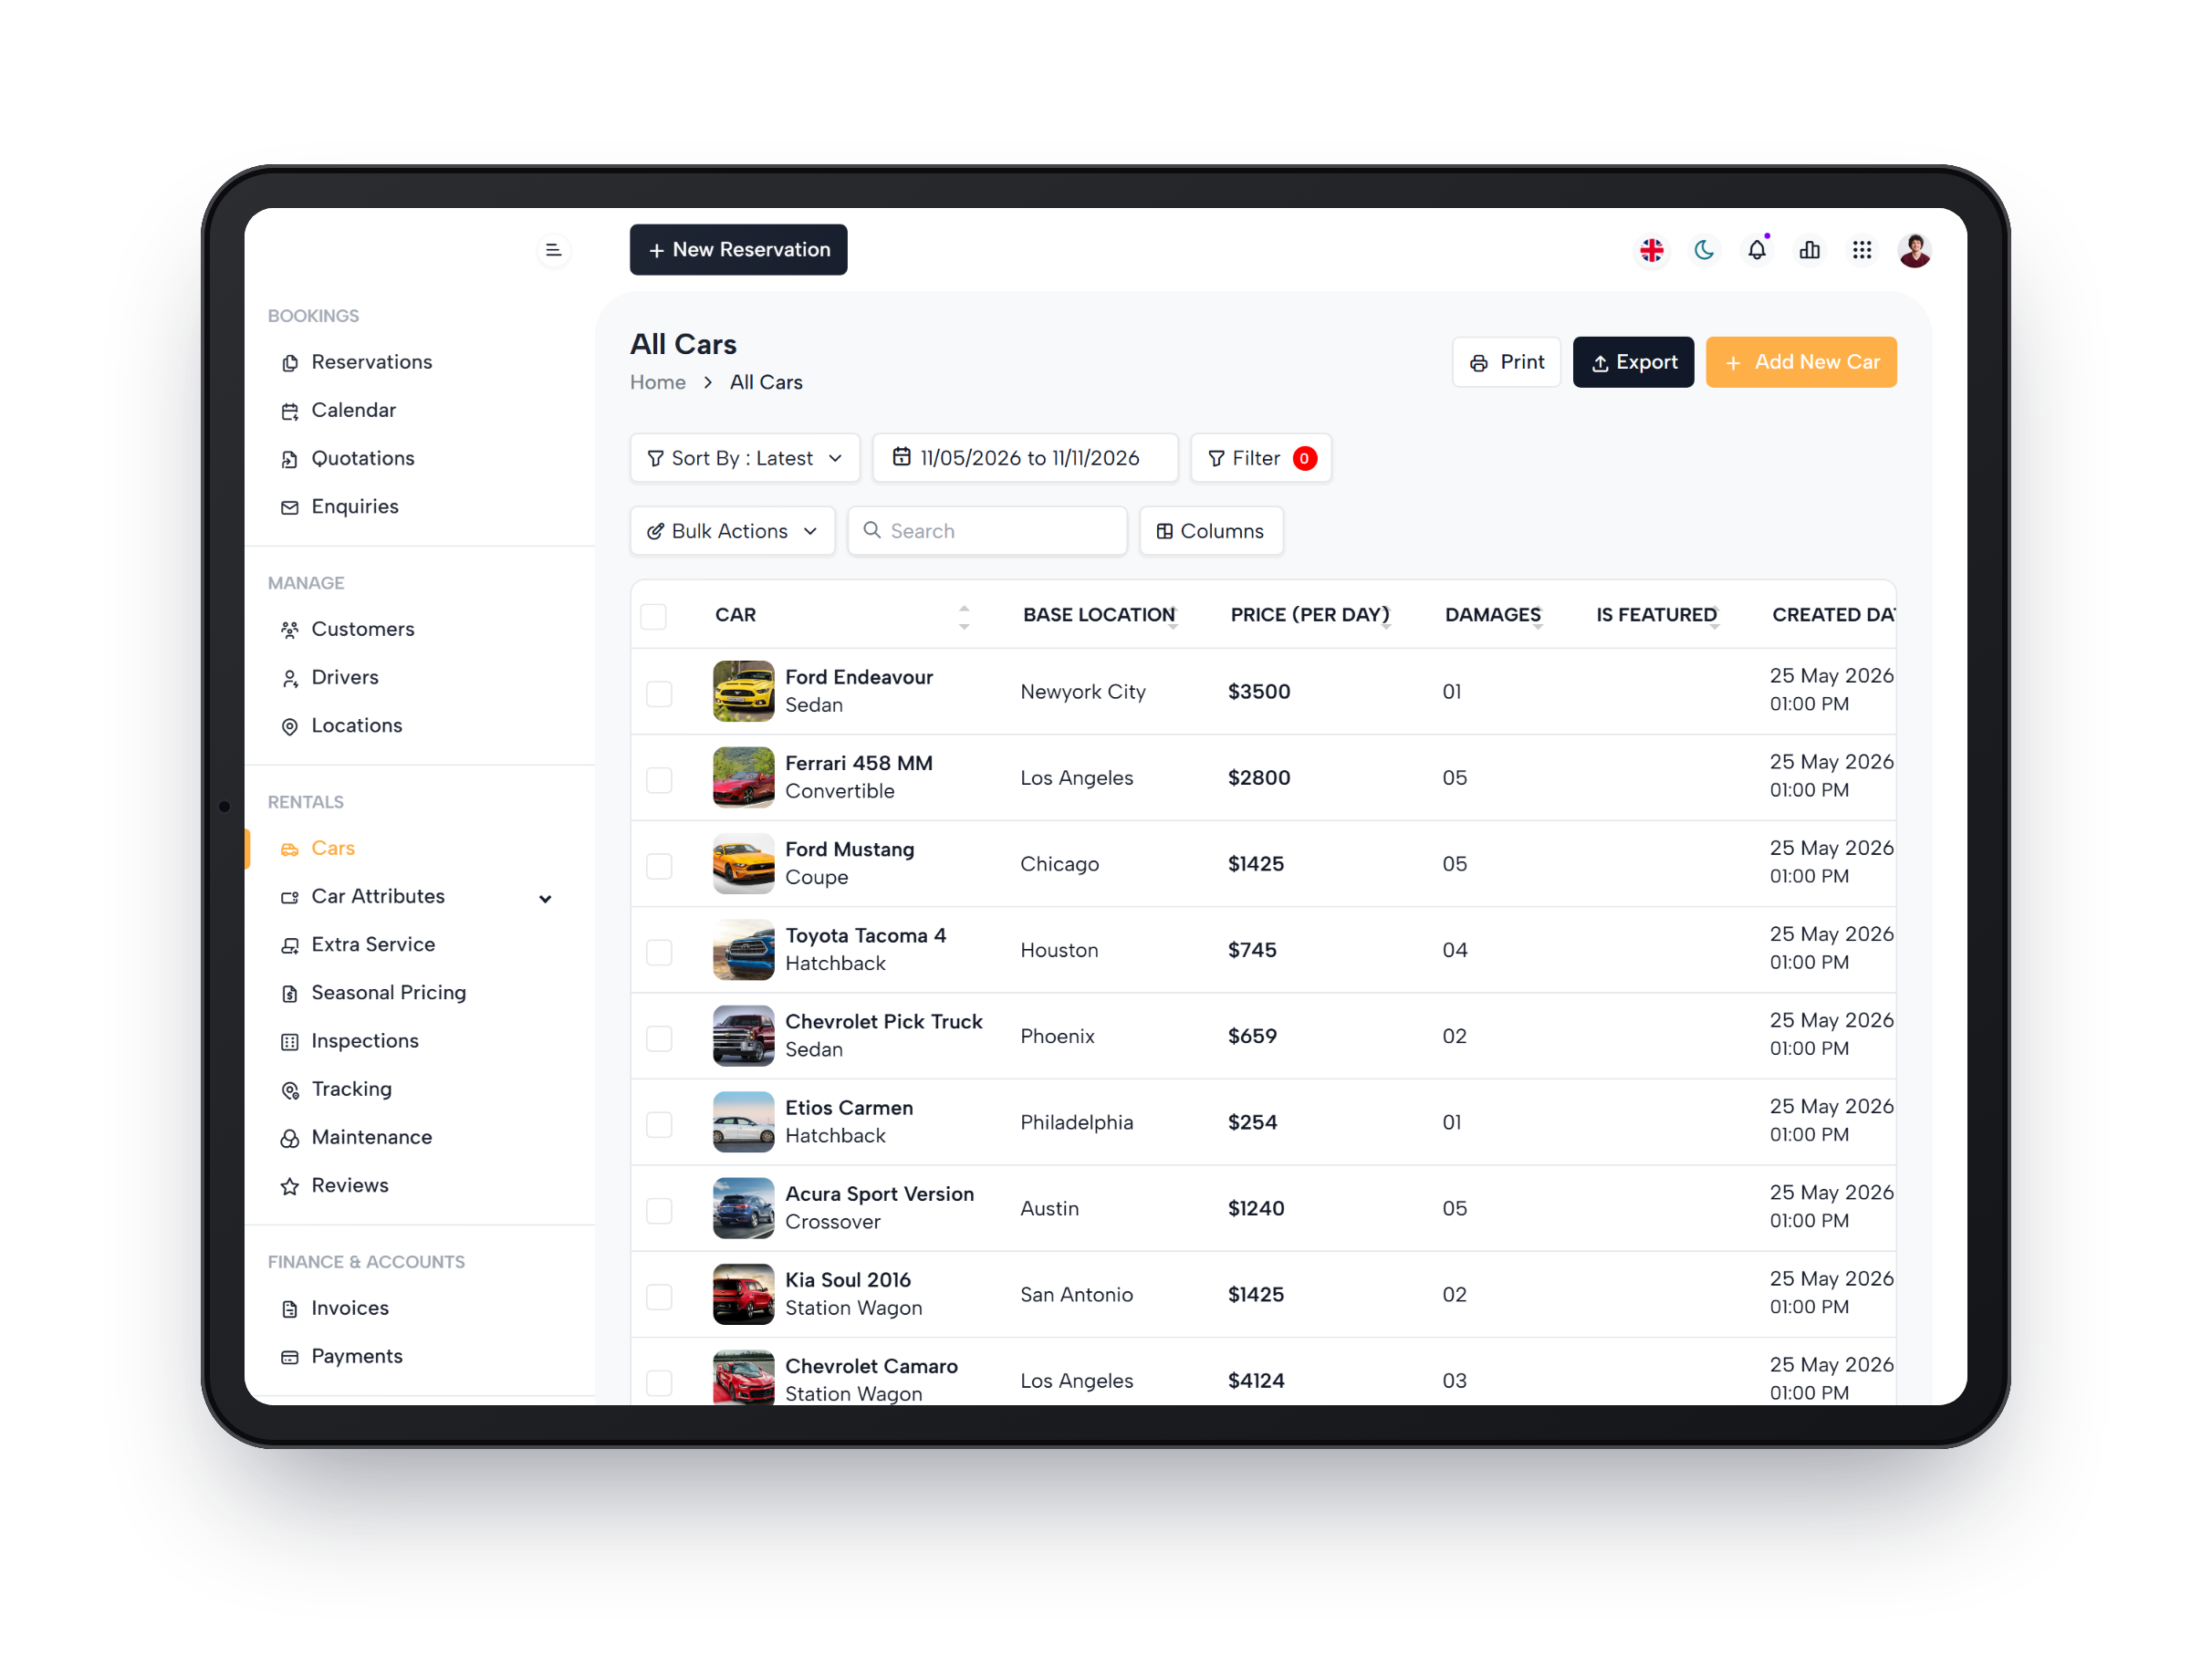 New Reservation
BOOKINGS
Reservations
Calendar
Quotations
Enquiries
MANAGE
Customers
Drivers
Locations
RENTALS
Cars
Car Attributes
Extra Service
Seasonal Pricing
Inspections
Tracking
Maintenance
Reviews
FINANCE & ACCOUNTS
Invoices
Payments
All Cars
Home > All Cars
Print
Export
+ Add New Car
Sort By : Latest
11/05/2026 to 11/11/2026
Filter 0
Bulk Actions
Search
Columns
CAR BASE LOCATION PRICE (PER DAY) DAMAGES IS FEATURED CREATED DA
Ford Endeavour
Sedan
Newyork City $3500 01
25 May 2026
01:00 PM
Ferrari 458 MM
Convertible
Los Angeles $2800 05
25 May 2026
01:00 PM
Ford Mustang
Coupe
Chicago $1425 05
25 May 2026
01:00 PM
Toyota Tacoma 4
Hatchback
Houston $745 04
25 May 2026
01:00 PM
Chevrolet Pick Truck
Sedan
Phoenix $659 02
25 May 2026
01:00 PM
Etios Carmen
Hatchback
Philadelphia $254 01
25 May 2026
01:00 PM
Acura Sport Version
Crossover
Austin $1240 05
25 May 2026
01:00 PM
Kia Soul 2016
Station Wagon
San Antonio $1425 02
25 May 2026
01:00 PM
Chevrolet Camaro
Station Wagon
Los Angeles $4124 03
25 May 2026
01:00 PM